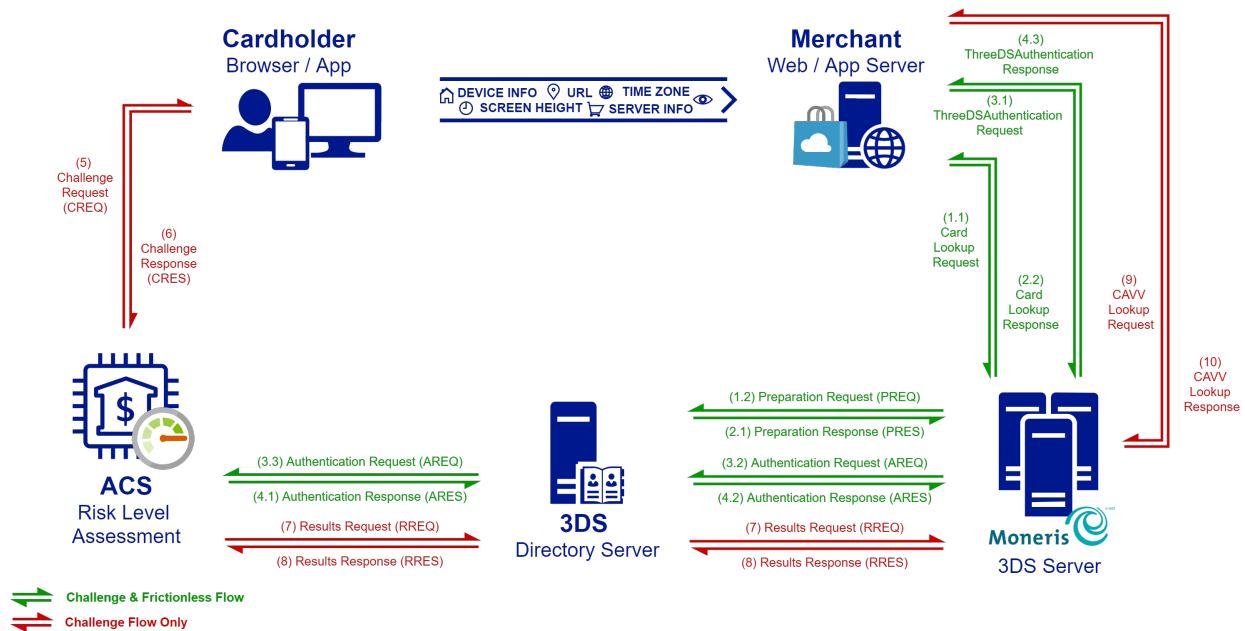 Cardholder
Browser / App
DEVICE INFO
URL
TIME ZONE
SCREEN HEIGHT
SERVER INFO
Merchant
Web / App Server
(4.3)
ThreeDSAuthentication
Response
(3.1)
ThreeDSAuthentication
Request
(5)
Challenge
Request
(CREQ)
(6)
Challenge
Response
(CRES)
(1.1)
Card
Lookup
Request
(2.2)
Card
Lookup
Response
(9)
CAVV
Lookup
Request
(10)
CAVV
Lookup
Response
$
ACS
Risk Level
Assessment
(3.3) Authentication Request (AREQ)
(4.1) Authentication Response (ARES)
(7) Results Request (RREQ)
(8) Results Response (RRES)
3DS
Directory Server
(1.2) Preparation Request (PREQ)
(2.1) Preparation Response (PRES)
(3.2) Authentication Request (AREQ)
(4.2) Authentication Response (ARES)
(7) Results Request (RREQ)
(8) Results Response (RRES)
Moneris
3DS Server
Challenge & Frictionless Flow
Challenge Flow Only